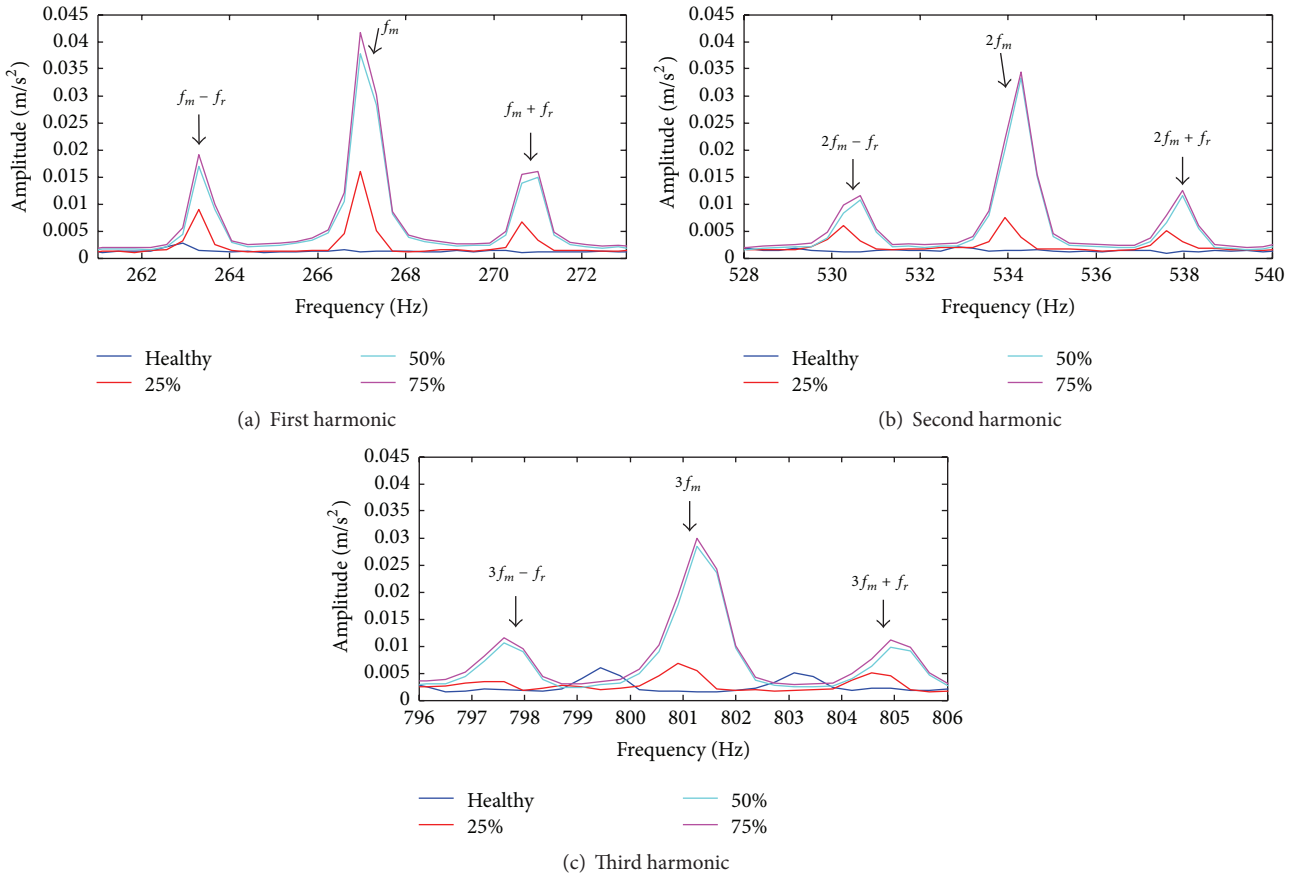 0.045
0.04
0.035
0.03
0.025
0.02
0.015
0.01
0.005
0
Amplitude (m/s²)
fₘ − fᵣ
fₘ
fₘ + fᵣ
262 264 266 268 270 272
Frequency (Hz)
Healthy 50%
25% 75%
(a) First harmonic
0.045
0.04
0.035
0.03
0.025
0.02
0.015
0.01
0.005
0
Amplitude (m/s²)
2fₘ − fᵣ
2fₘ
2fₘ + fᵣ
528 530 532 534 536 538 540
Frequency (Hz)
Healthy 50%
25% 75%
(b) Second harmonic
0.045
0.04
0.035
0.03
0.025
0.02
0.015
0.01
0.005
0
Amplitude (m/s²)
3fₘ − fᵣ
3fₘ
3fₘ + fᵣ
796 797 798 799 800 801 802 803 804 805 806
Frequency (Hz)
Healthy 50%
25% 75%
(c) Third harmonic